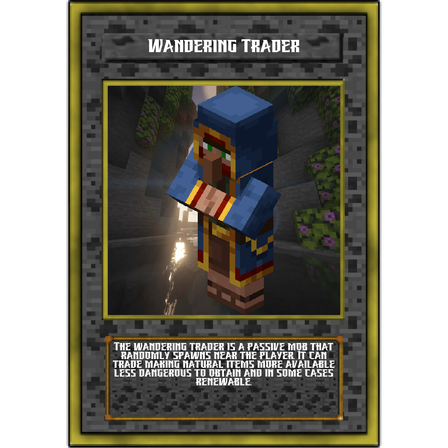 Wandering Trader
The Wandering Trader is a passive mob that
randomly spawns near the player. It can
trade making natural items more available
less dangerous to obtain and in some cases
renewable.